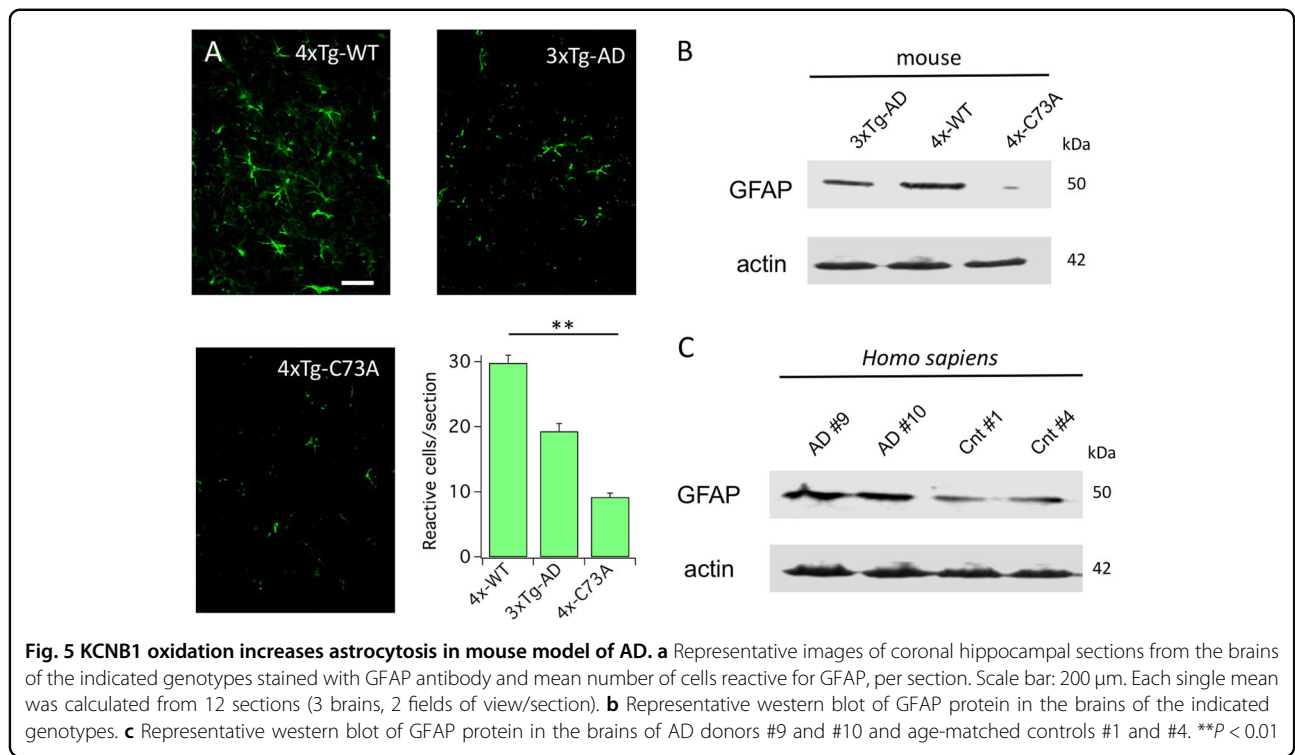 A
4xTg-WT
3xTg-AD
4xTg-C73A
**
Reactive cells/section
30
20
10
0
4x-WT
3xTg-AD
4x-C73A
B
mouse
3xTg-AD
4x-WT
4x-C73A
kDa
GFAP
50
actin
42
C
Homo sapiens
AD #9
AD #10
Cnt #1
Cnt #4
kDa
GFAP
50
actin
42
Fig. 5 KCNB1 oxidation increases astrocytosis in mouse model of AD. a Representative images of coronal hippocampal sections from the brains
of the indicated genotypes stained with GFAP antibody and mean number of cells reactive for GFAP, per section. Scale bar: 200 μm. Each single mean
was calculated from 12 sections (3 brains, 2 fields of view/section). b Representative western blot of GFAP protein in the brains of the indicated
genotypes. c Representative western blot of GFAP protein in the brains of AD donors #9 and #10 and age-matched controls #1 and #4. **P < 0.01